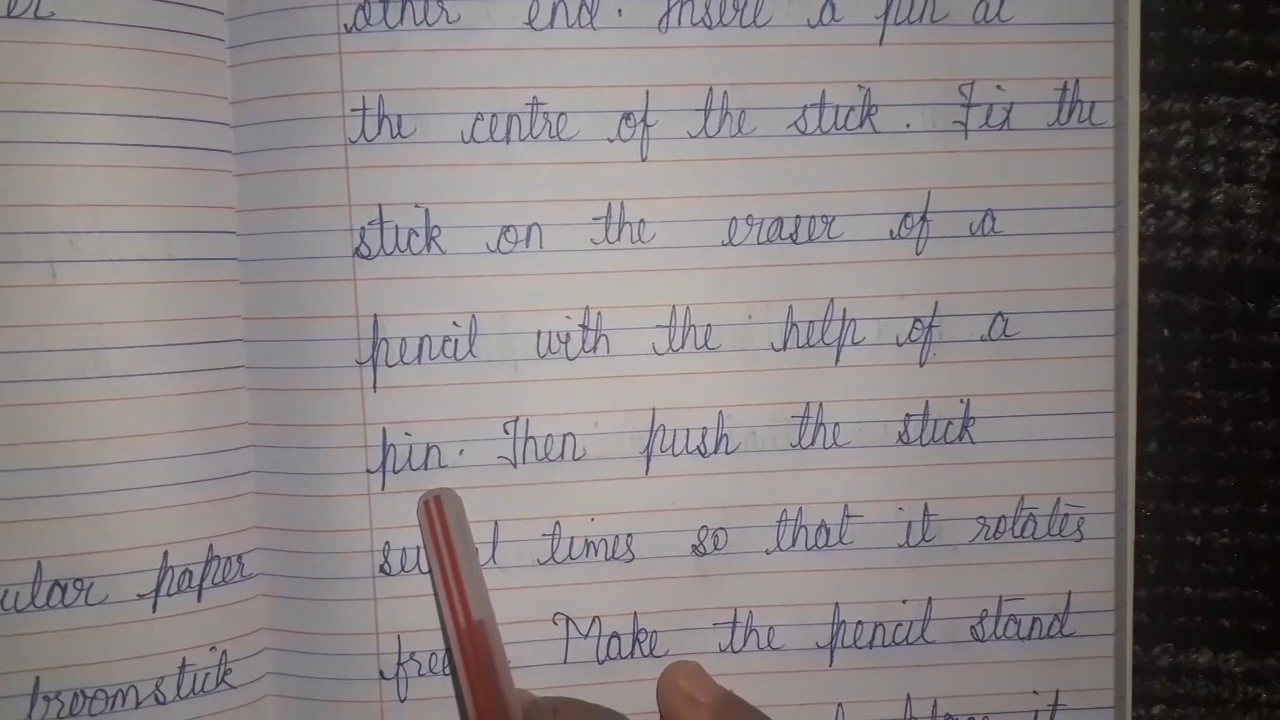 other end. Insert a pin at
the centre of the stick. Fix the
stick on the eraser of a
pencil with the help of a
pin. Then push the stick
times so that it rotates
Make the pencil stand
it
ular paper
broomstick